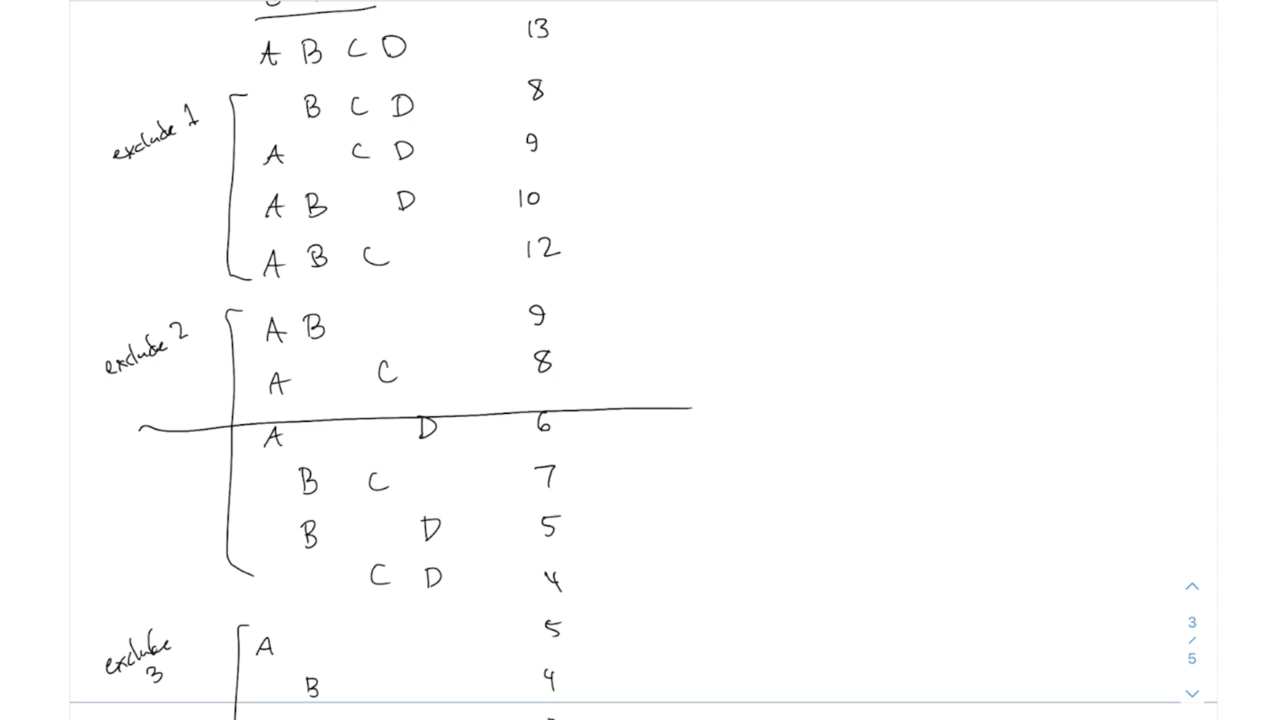 A B C D 13
exclude 1
B C D 8
A C D 9
A B D 10
A B C 12
exclude 2
A B 9
A C 8
A D 6
B C 7
B D 5
C D 4
exclude
3
A 5
B 4
3
/
5